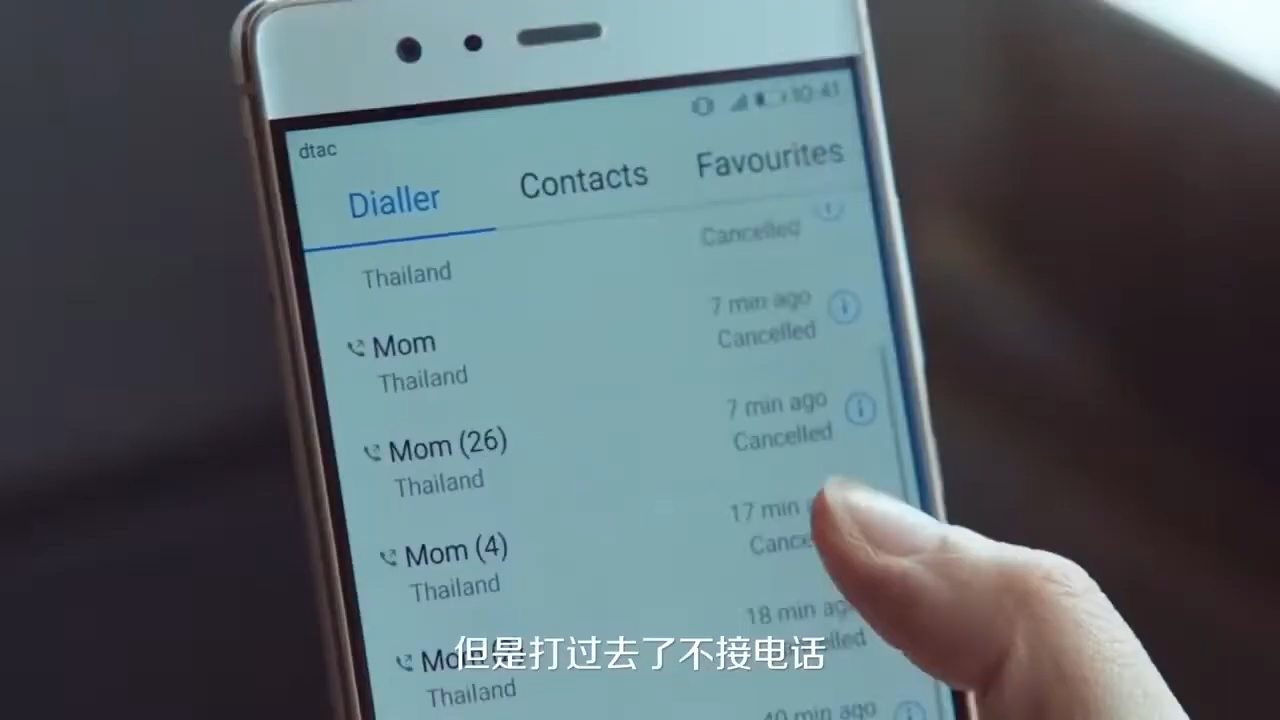 10:41
dtac
Dialler
Contacts
Favourites
Cancelled
Thailand
Mom
7 min ago
Cancelled
Thailand
Mom (26)
7 min ago
Cancelled
Thailand
Mom (4)
17 min
Thailand
18 min ago
Thailand
40 min ago
但是打过去了不接电话